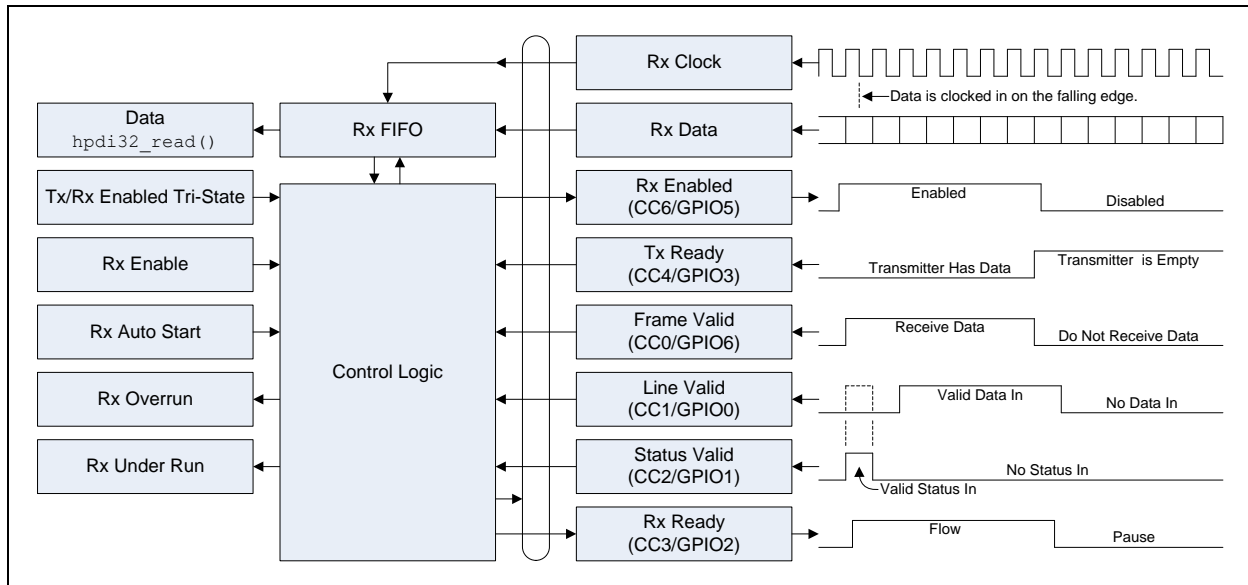 Rx Clock
Data is clocked in on the falling edge.
Data
hpdi32_read()
Rx FIFO
Rx Data
Tx/Rx Enabled Tri-State
Rx Enabled
(CC6/GPIO5)
Enabled
Disabled
Rx Enable
Tx Ready
(CC4/GPIO3)
Transmitter Has Data
Transmitter is Empty
Rx Auto Start
Control Logic
Frame Valid
(CC0/GPIO6)
Receive Data
Do Not Receive Data
Rx Overrun
Line Valid
(CC1/GPIO0)
Valid Data In
No Data In
Rx Under Run
Status Valid
(CC2/GPIO1)
No Status In
Valid Status In
Rx Ready
(CC3/GPIO2)
Flow
Pause